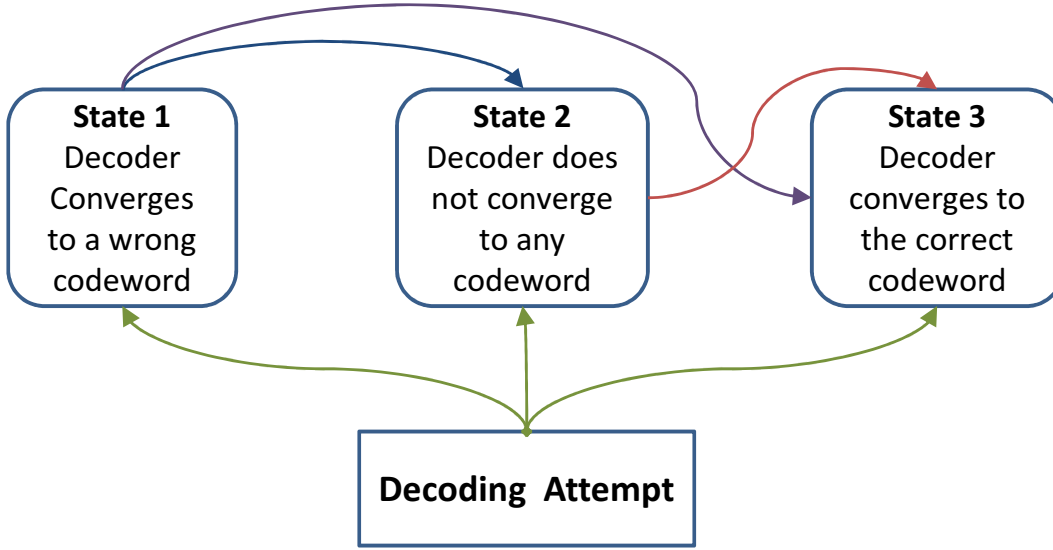 State 1
Decoder
Converges
to a wrong
codeword
State 2
Decoder does
not converge
to any
codeword
State 3
Decoder
converges to
the correct
codeword
Decoding Attempt